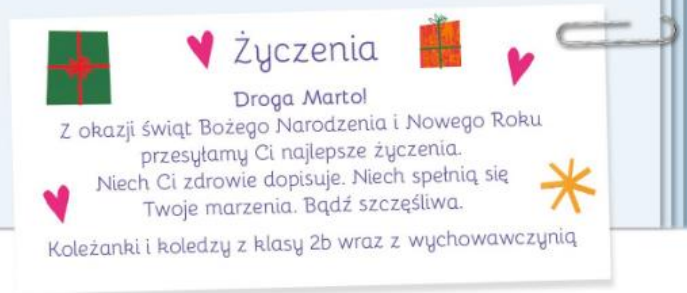 Życzenia
Droga Marto!
Z okazji świąt Bożego Narodzenia i Nowego Roku
przesyłamy Ci najlepsze życzenia.
Niech Ci zdrowie dopisuje. Niech spełnią się
Twoje marzenia. Bądź szczęśliwa.
Koleżanki i koledzy z klasy 2b wraz z wychowawczynią